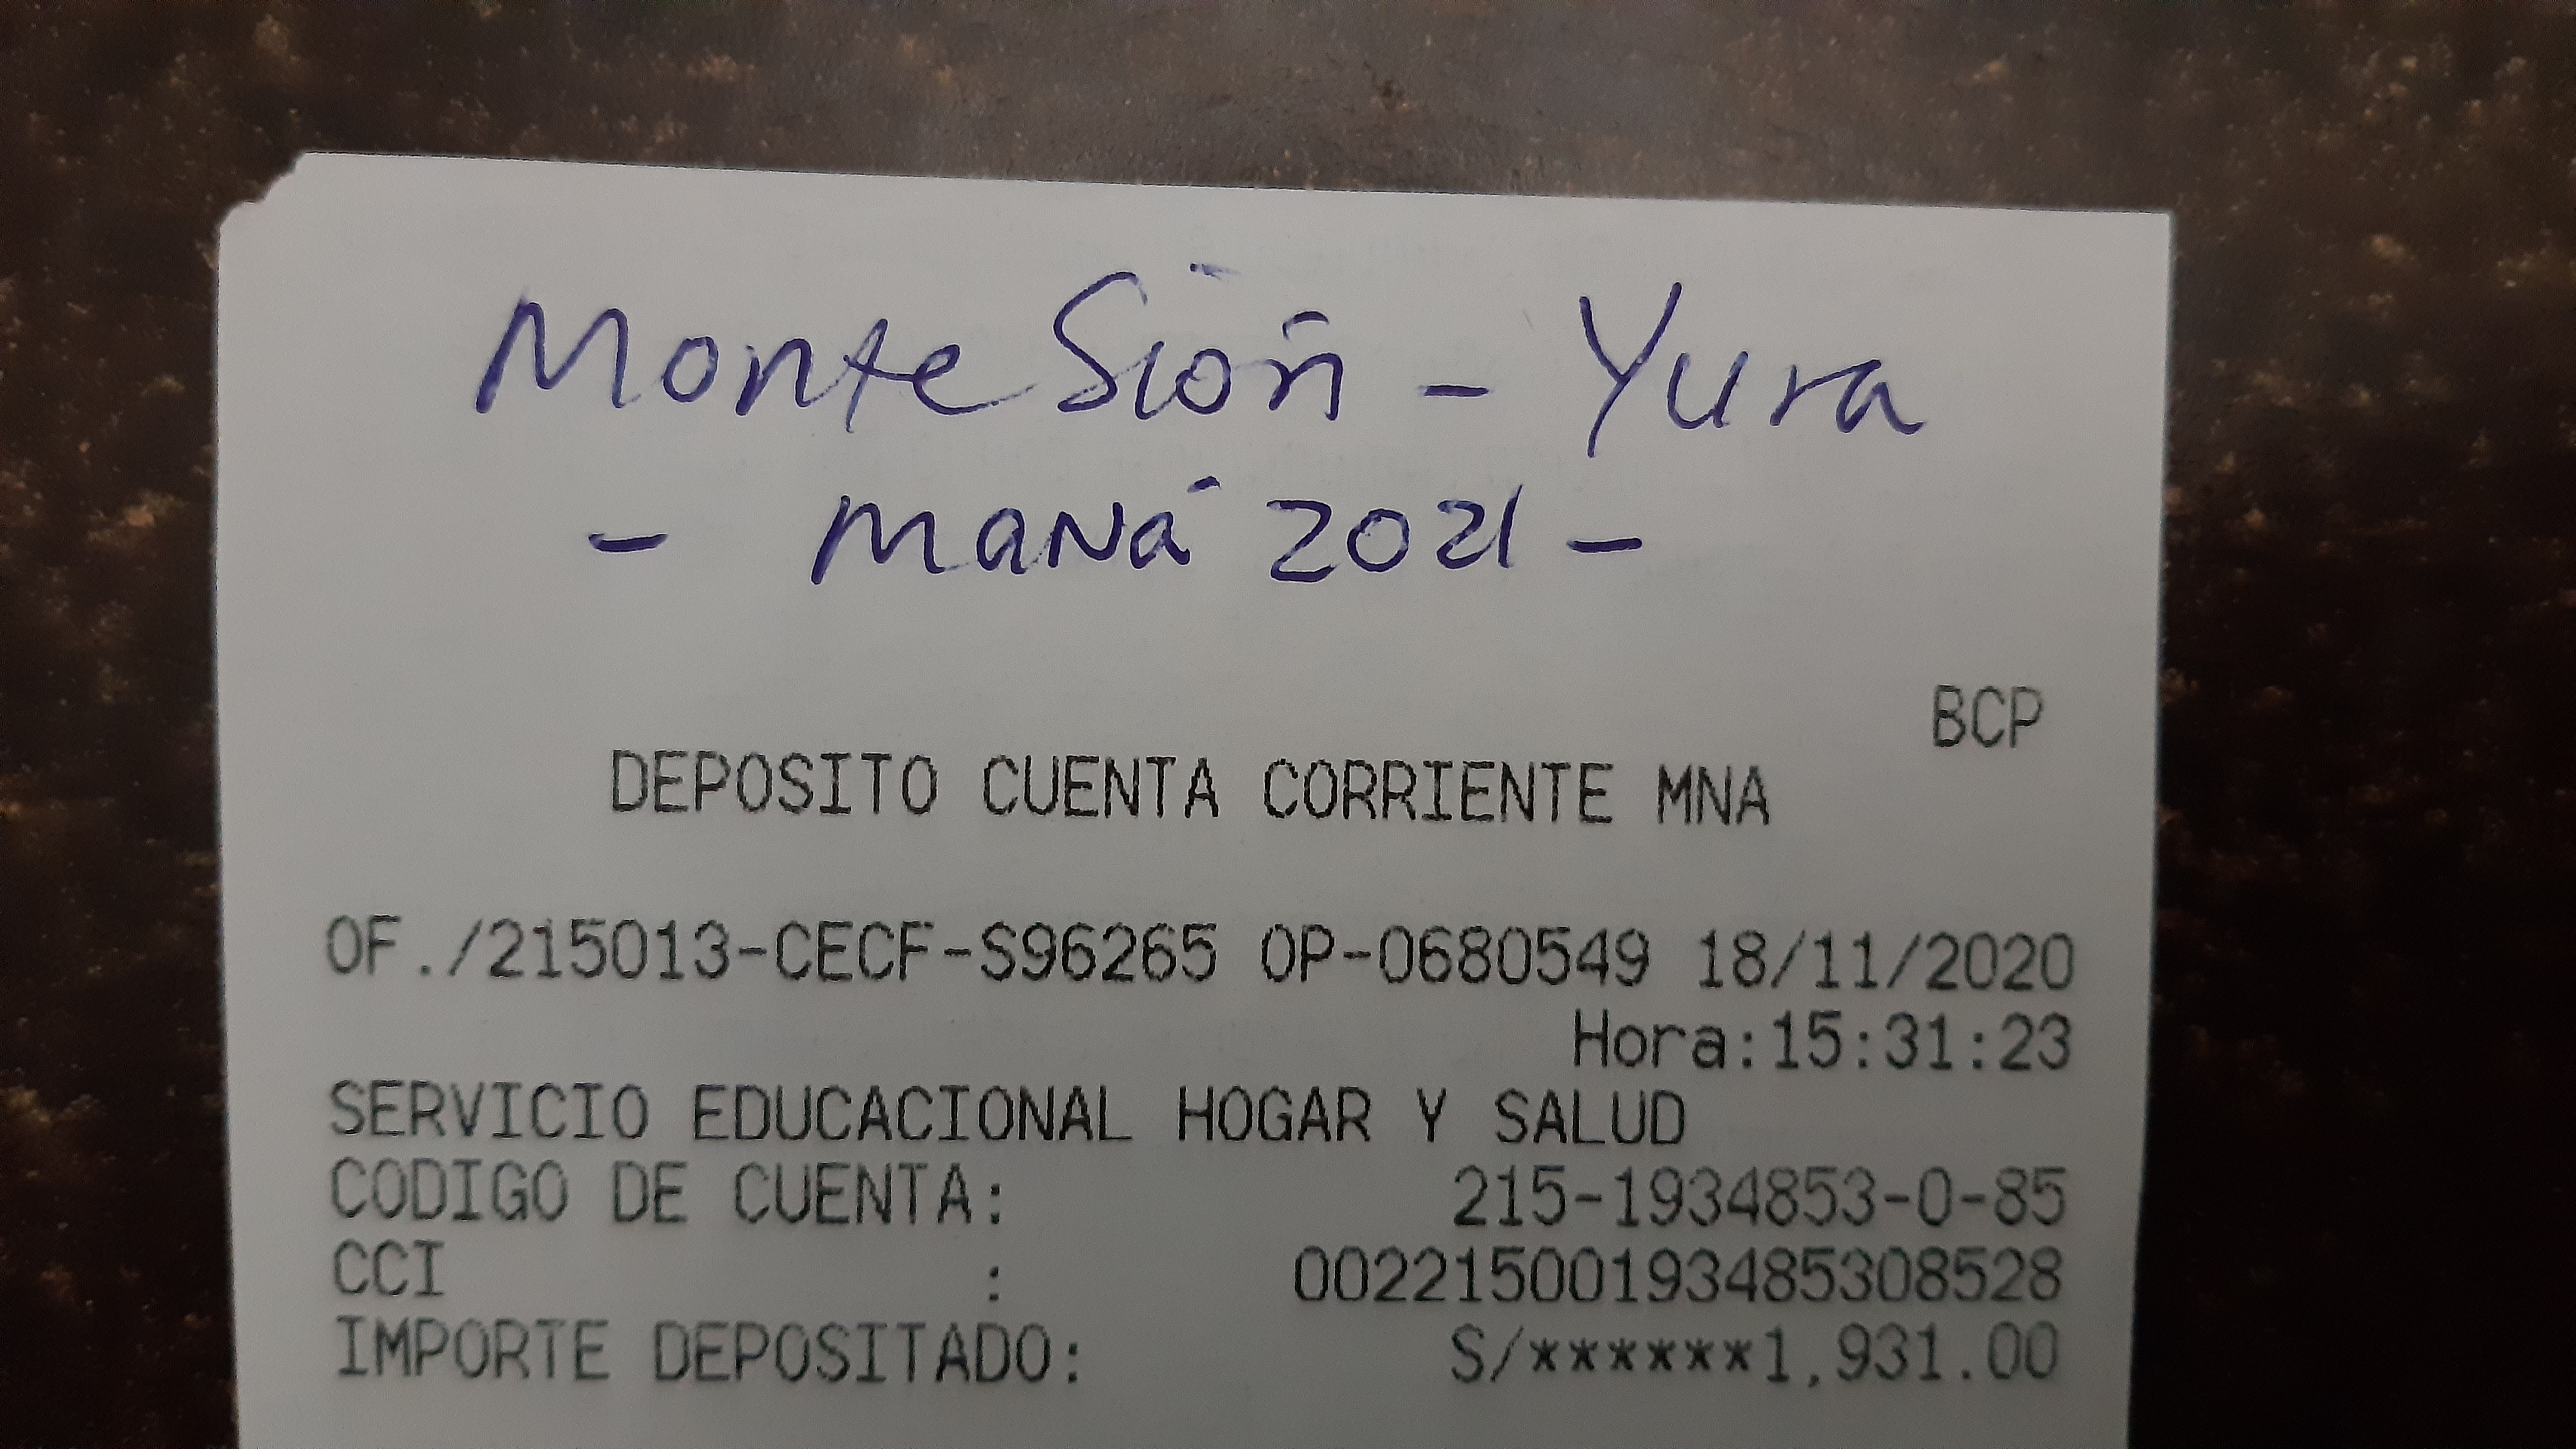 Monte Sión - Yura
- Maná 2021 -
BCP
DEPOSITO CUENTA CORRIENTE MNA
OF./215013-CECF-S96265 OP-0680549 18/11/2020
Hora:15:31:23
SERVICIO EDUCACIONAL HOGAR Y SALUD
CODIGO DE CUENTA: 215-1934853-0-85
CCI : 00221500193485308528
IMPORTE DEPOSITADO: S/******1,931.00